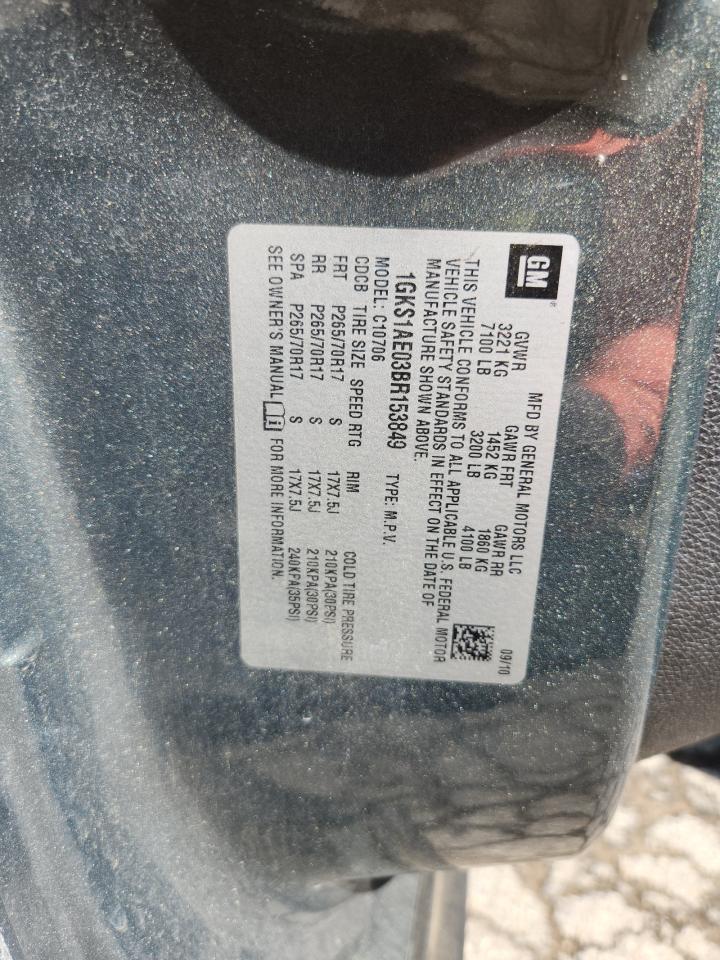 GM
®
MFD BY GENERAL MOTORS LLC 09/10
GVWR GAWR FRT GAWR RR
3221 KG 1452 KG 1860 KG
7100 LB 3200 LB 4100 LB
THIS VEHICLE CONFORMS TO ALL APPLICABLE U.S. FEDERAL MOTOR
VEHICLE SAFETY STANDARDS IN EFFECT ON THE DATE OF
MANUFACTURE SHOWN ABOVE.
1GKS1AE03BR153849 TYPE: M.P.V.
MODEL: C10706
CDCB TIRE SIZE SPEED RTG RIM COLD TIRE PRESSURE
FRT P265/70R17 S 17X7.5J 210KPA(30PSI)
RR P265/70R17 S 17X7.5J 210KPA(30PSI)
SPA P265/70R17 S 17X7.5J 240KPA(35PSI)
SEE OWNER'S MANUAL FOR MORE INFORMATION.